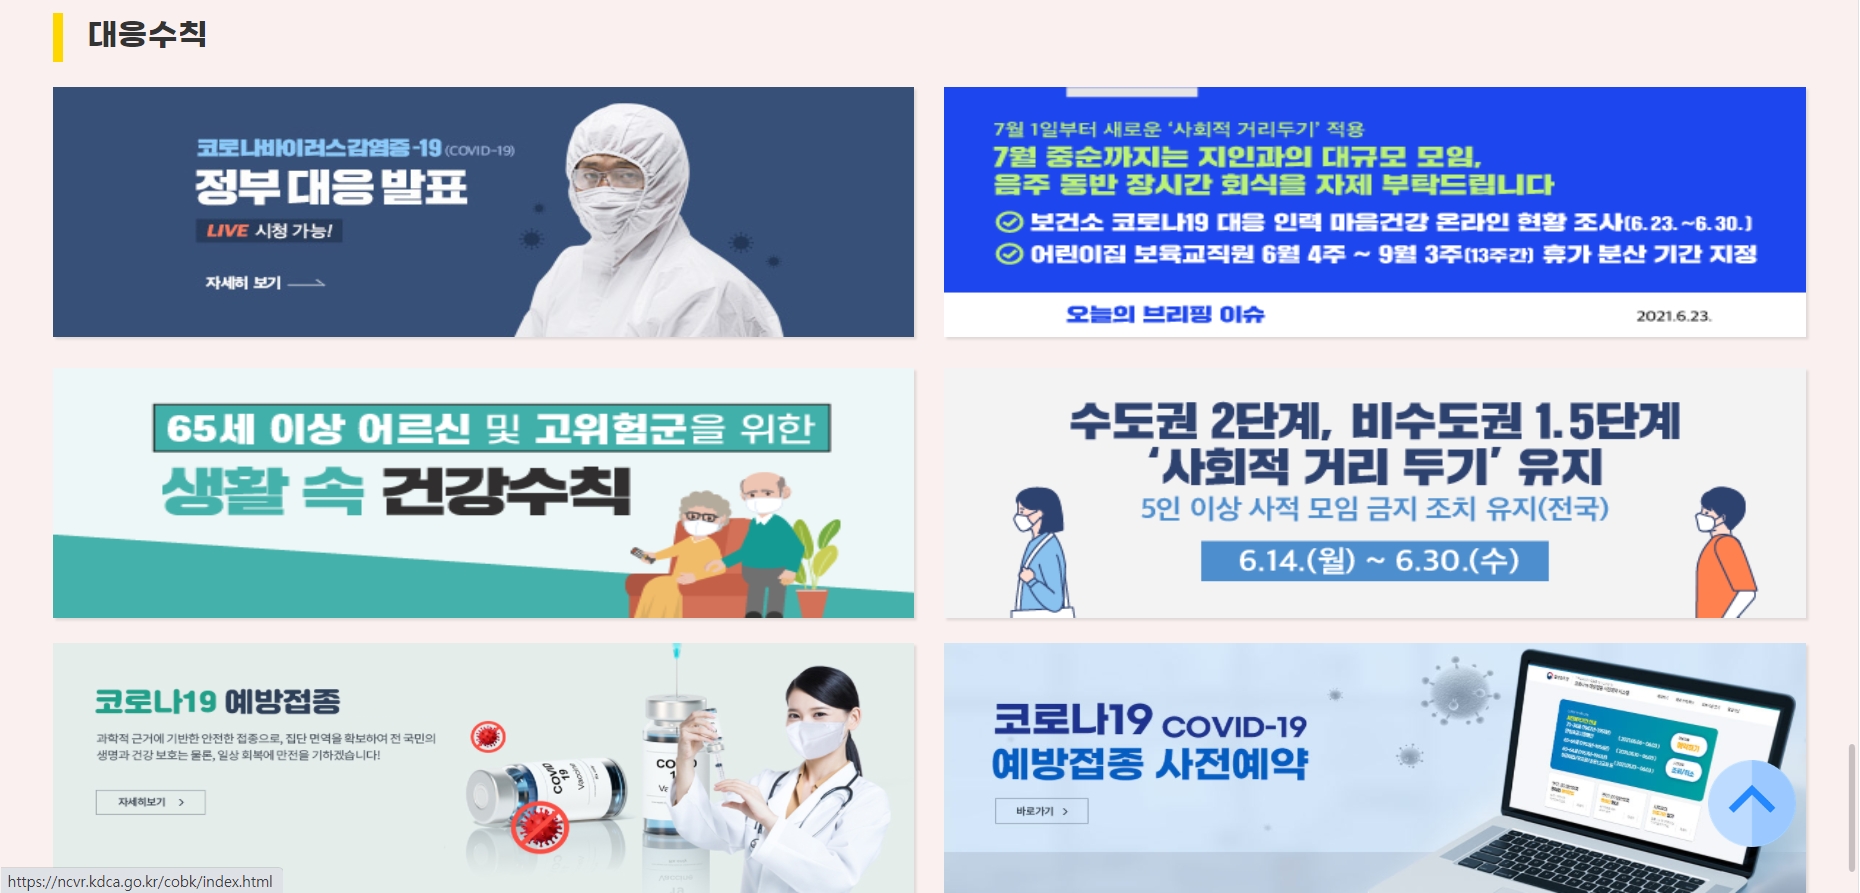 대응수칙
코로나바이러스감염증-19 (COVID-19)
정부 대응 발표
LIVE 시청 가능!
자세히 보기
7월 1일부터 새로운 ‘사회적 거리두기’ 적용
7월 중순까지는 지인과의 대규모 모임,
음주 동반 장시간 회식을 자제 부탁드립니다
보건소 코로나19 대응 인력 마음건강 온라인 현황 조사(6.23.~6.30.)
어린이집 보육교직원 6월 4주 ~ 9월 3주(13주간) 휴가 분산 기간 지정
오늘의 브리핑 이슈
2021.6.23.
65세 이상 어르신 및 고위험군을 위한
생활 속 건강수칙
수도권 2단계, 비수도권 1.5단계
‘사회적 거리 두기’ 유지
5인 이상 사적 모임 금지 조치 유지(전국)
6.14.(월) ~ 6.30.(수)
코로나19 예방접종
과학적 근거에 기반한 안전한 접종으로, 집단 면역을 확보하여 전 국민의
생명과 건강 보호는 물론, 일상 회복에 만전을 기하겠습니다!
자세히보기 >
COVID
19
Vaccine
코로나19 COVID-19
예방접종 사전예약
바로가기 >
예약하기
조회/취소
https://ncvr.kdca.go.kr/cobk/index.html